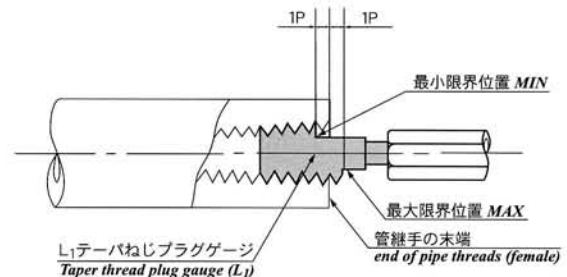 1P 1P
最小限界位置 MIN
最大限界位置 MAX
管継手の末端
end of pipe threads (female)
L₁テーパねじプラグゲージ
Taper thread plug gauge (L₁)